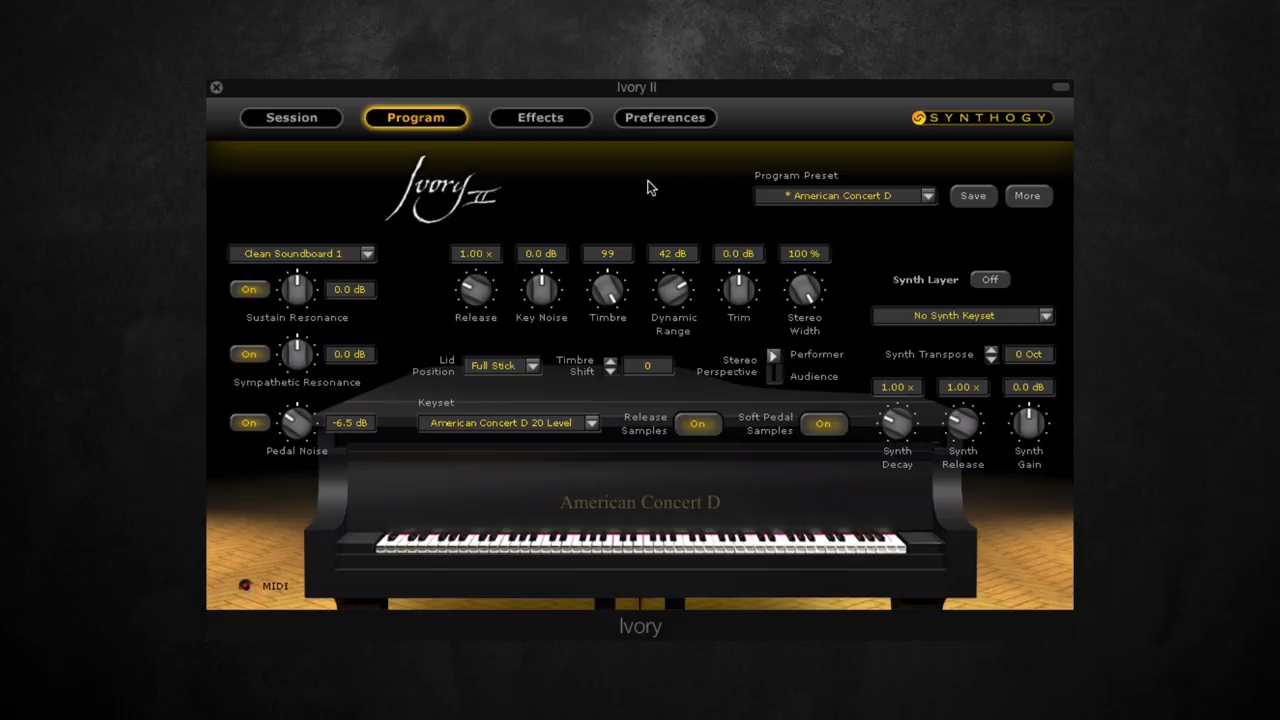 Ivory II
Session
Program
Effects
Preferences
SYNTHOGY
Ivory II
Program Preset
* American Concert D
Save
More
Clean Soundboard 1
1.00 x
0.0 dB
99
42 dB
0.0 dB
100 %
On
0.0 dB
Sustain Resonance
Release
Key Noise
Timbre
Dynamic
Range
Trim
Stereo
Width
Synth Layer
Off
No Synth Keyset
On
0.0 dB
Sympathetic Resonance
Lid
Position
Full Stick
Timbre
Shift
0
Stereo
Perspective
Performer
Audience
Synth Transpose
0 Oct
1.00 x
1.00 x
0.0 dB
On
-6.5 dB
Pedal Noise
Keyset
American Concert D 20 Level
Release
Samples
On
Soft Pedal
Samples
On
Synth
Decay
Synth
Release
Synth
Gain
American Concert D
MIDI
Ivory